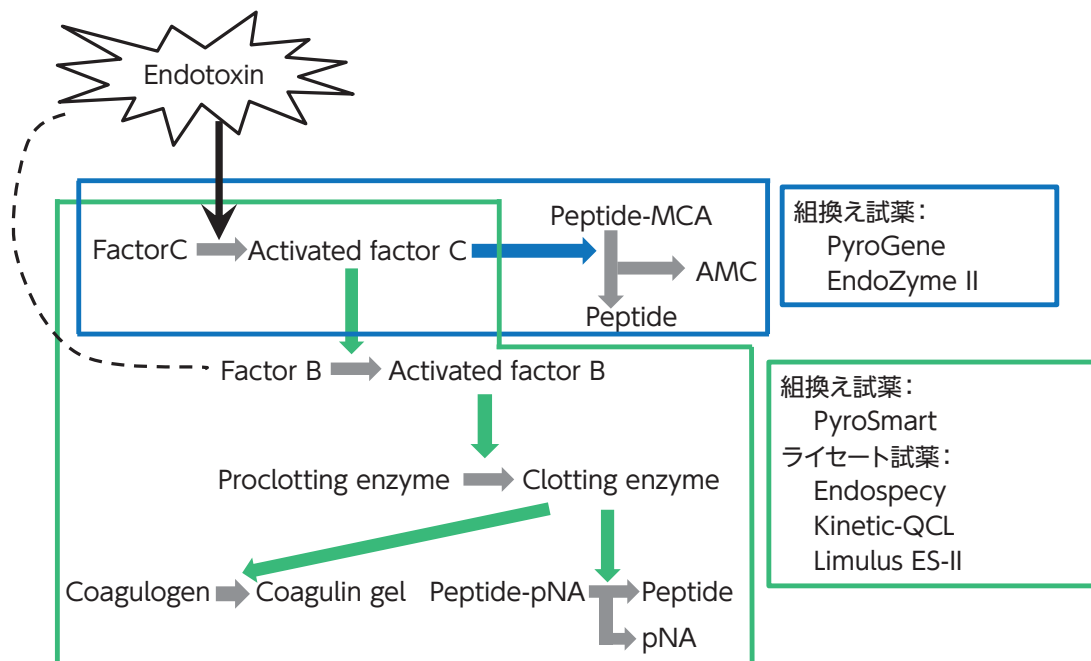 Endotoxin
FactorC Activated factor C Peptide-MCA
AMC
Peptide
Factor B Activated factor B
Proclotting enzyme Clotting enzyme
Coagulogen Coagulin gel Peptide-pNA Peptide
pNA
組換え試薬：
PyroGene
EndoZyme II
組換え試薬：
PyroSmart
ライセート試薬：
Endospecy
Kinetic-QCL
Limulus ES-II